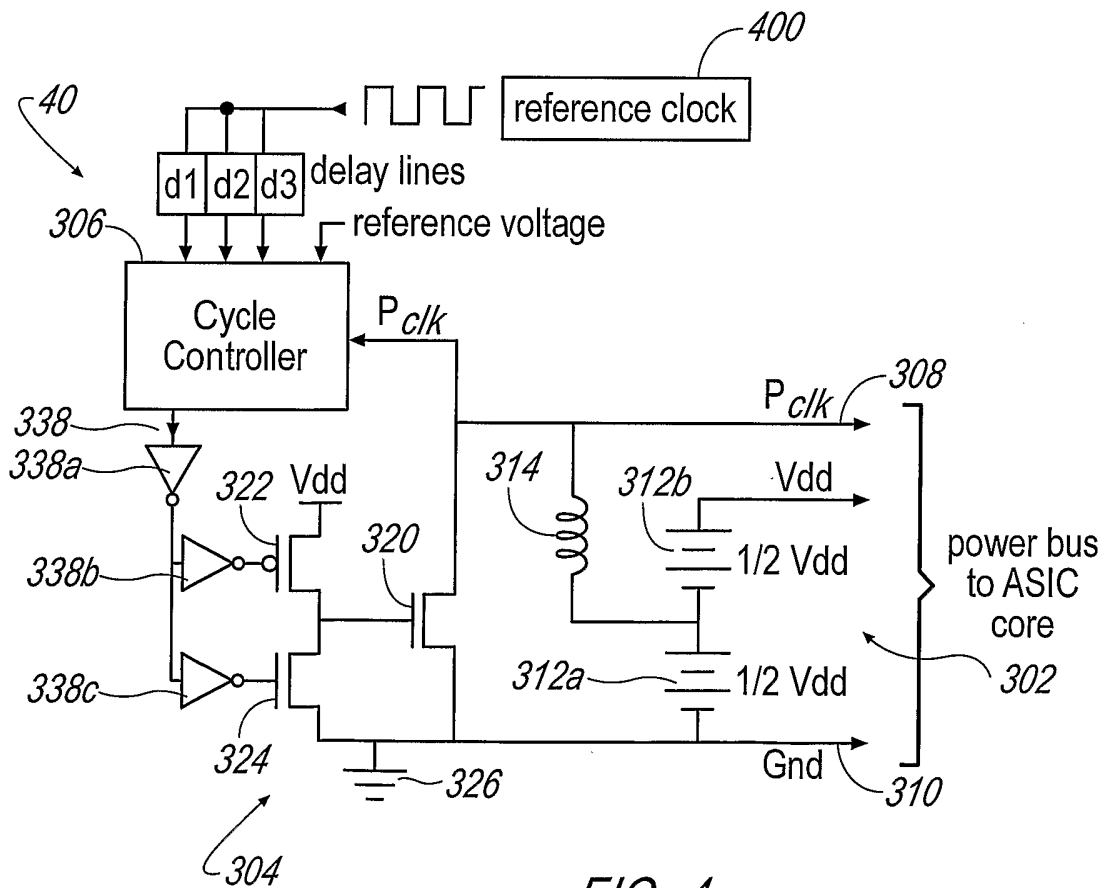 400
reference clock
40
d1 d2 d3 delay lines
306
reference voltage
Cycle
Controller
Pclk
Pclk
308
338
338a
322
Vdd
314
312b
Vdd
320
338b
1/2 Vdd
power bus
to ASIC
core
338c
312a
1/2 Vdd
302
324
326
Gnd
310
304